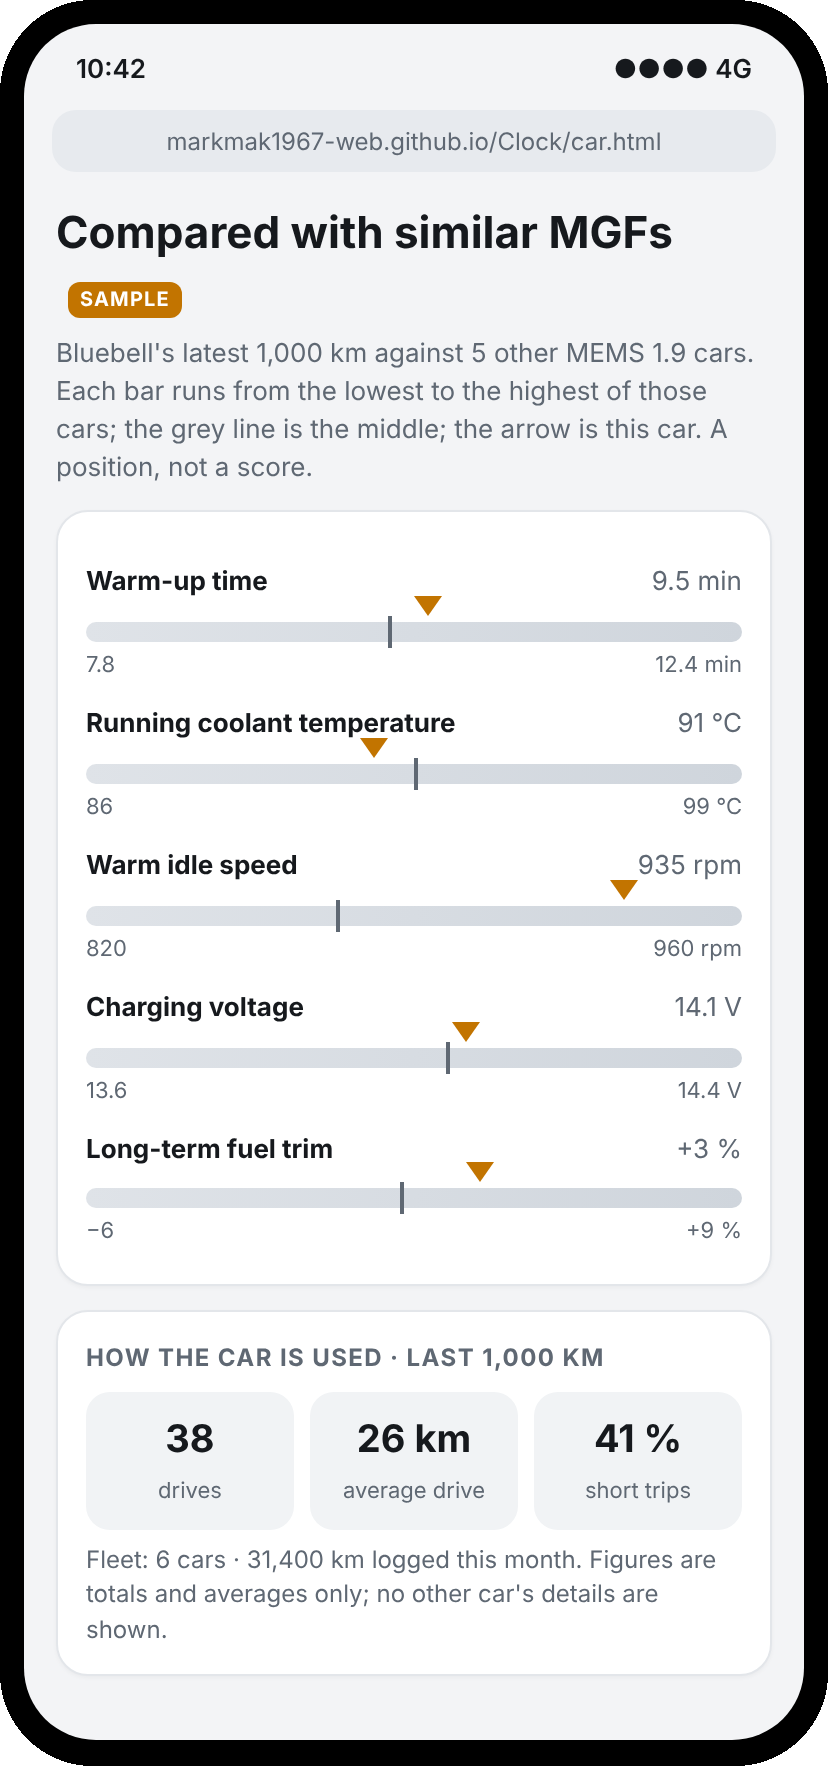 10:42
4G
markmak1967-web.github.io/Clock/car.html
Compared with similar MGFs
SAMPLE
Bluebell's latest 1,000 km against 5 other MEMS 1.9 cars.
Each bar runs from the lowest to the highest of those
cars; the grey line is the middle; the arrow is this car. A
position, not a score.
Warm-up time 9.5 min
7.8 12.4 min
Running coolant temperature 91 °C
86 99 °C
Warm idle speed 935 rpm
820 960 rpm
Charging voltage 14.1 V
13.6 14.4 V
Long-term fuel trim +3 %
−6 +9 %
HOW THE CAR IS USED · LAST 1,000 KM
38 26 km 41 %
drives average drive short trips
Fleet: 6 cars · 31,400 km logged this month. Figures are
totals and averages only; no other car's details are
shown.